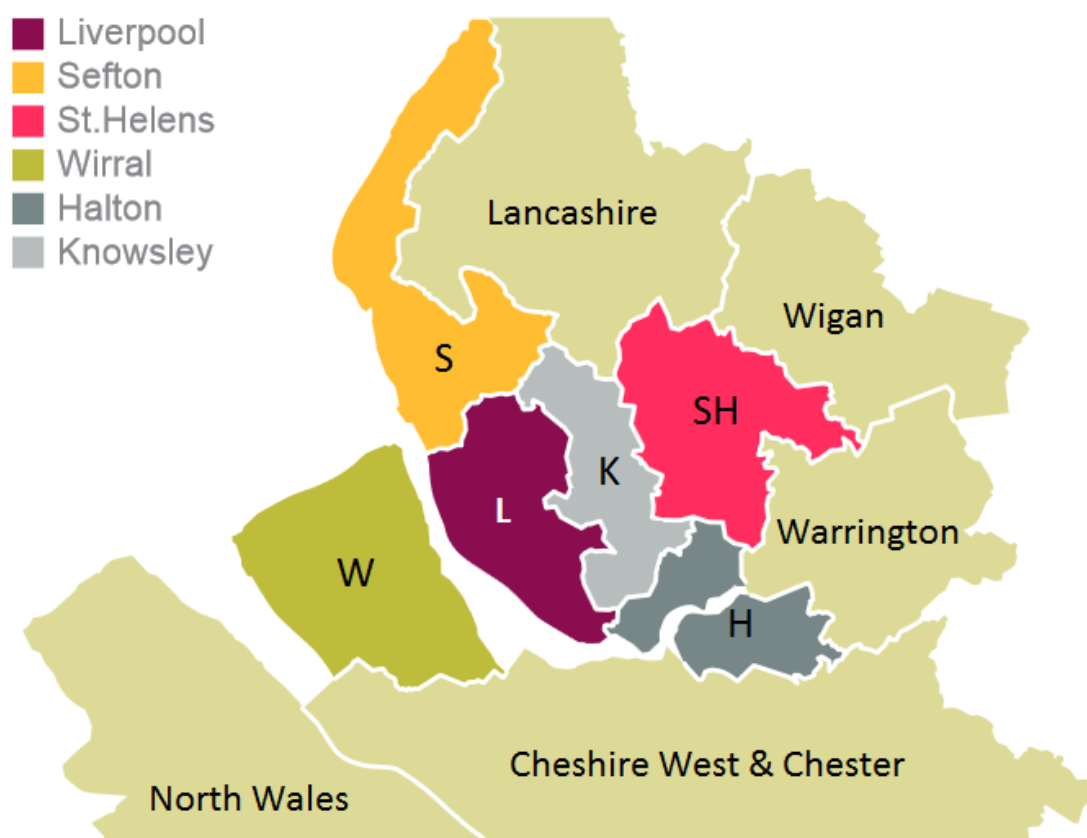 Liverpool
Sefton
St.Helens
Wirral
Halton
Knowsley
Lancashire
Wigan
S
SH
K
L
Warrington
W
H
Cheshire West & Chester
North Wales